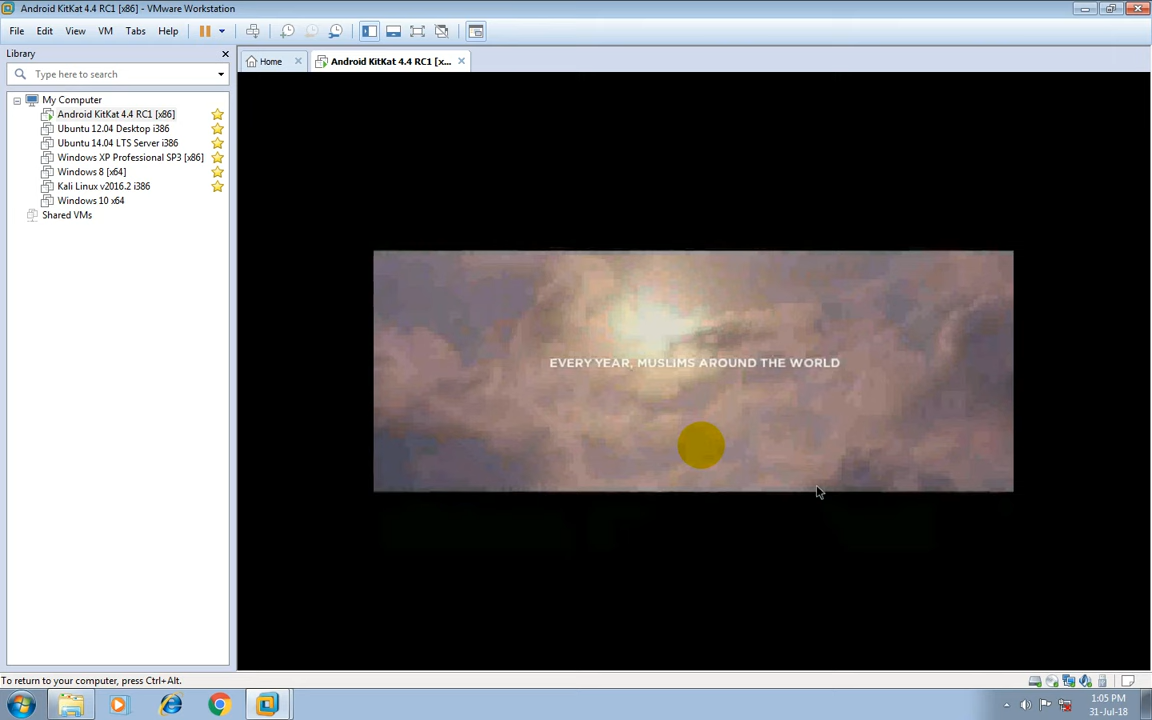 Android KitKat 4.4 RC1 [x86] - VMware Workstation
File Edit View VM Tabs Help
Library
Type here to search
Home
Android KitKat 4.4 RC1 [x...
My Computer
Android KitKat 4.4 RC1 [x86]
Ubuntu 12.04 Desktop i386
Ubuntu 14.04 LTS Server i386
Windows XP Professional SP3 [x86]
Windows 8 [x64]
Kali Linux v2016.2 i386
Windows 10 x64
Shared VMs
EVERY YEAR, MUSLIMS AROUND THE WORLD
To return to your computer, press Ctrl+Alt.
1:05 PM
31-Jul-18